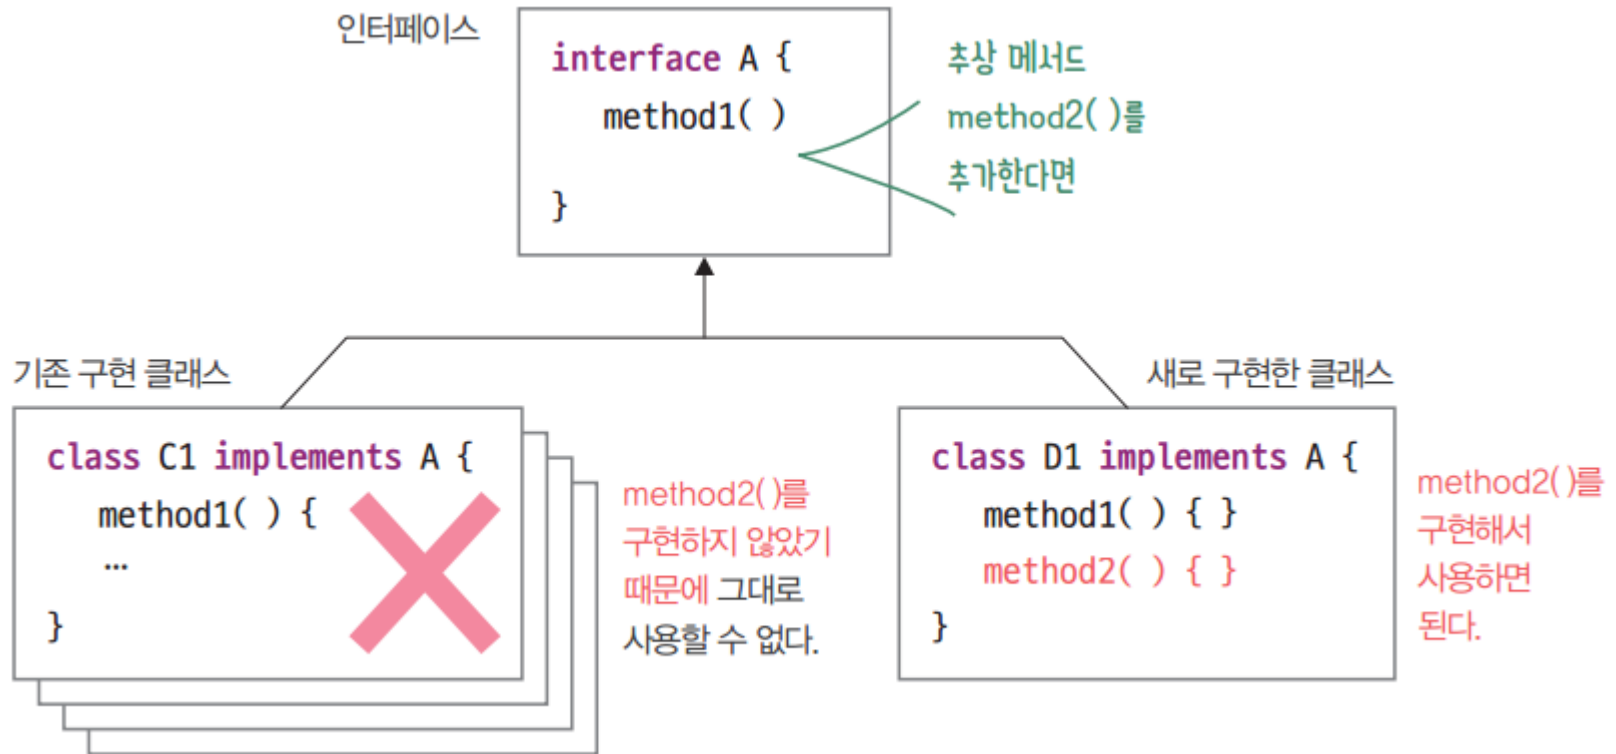 인터페이스
interface A {
method1( )
}
추상 메서드
method2( )를
추가한다면
기존 구현 클래스
class C1 implements A {
method1( ) {
...
}
method2( )를
구현하지 않았기
때문에 그대로
사용할 수 없다.
새로 구현한 클래스
class D1 implements A {
method1( ) { }
method2( ) { }
}
method2( )를
구현해서
사용하면
된다.